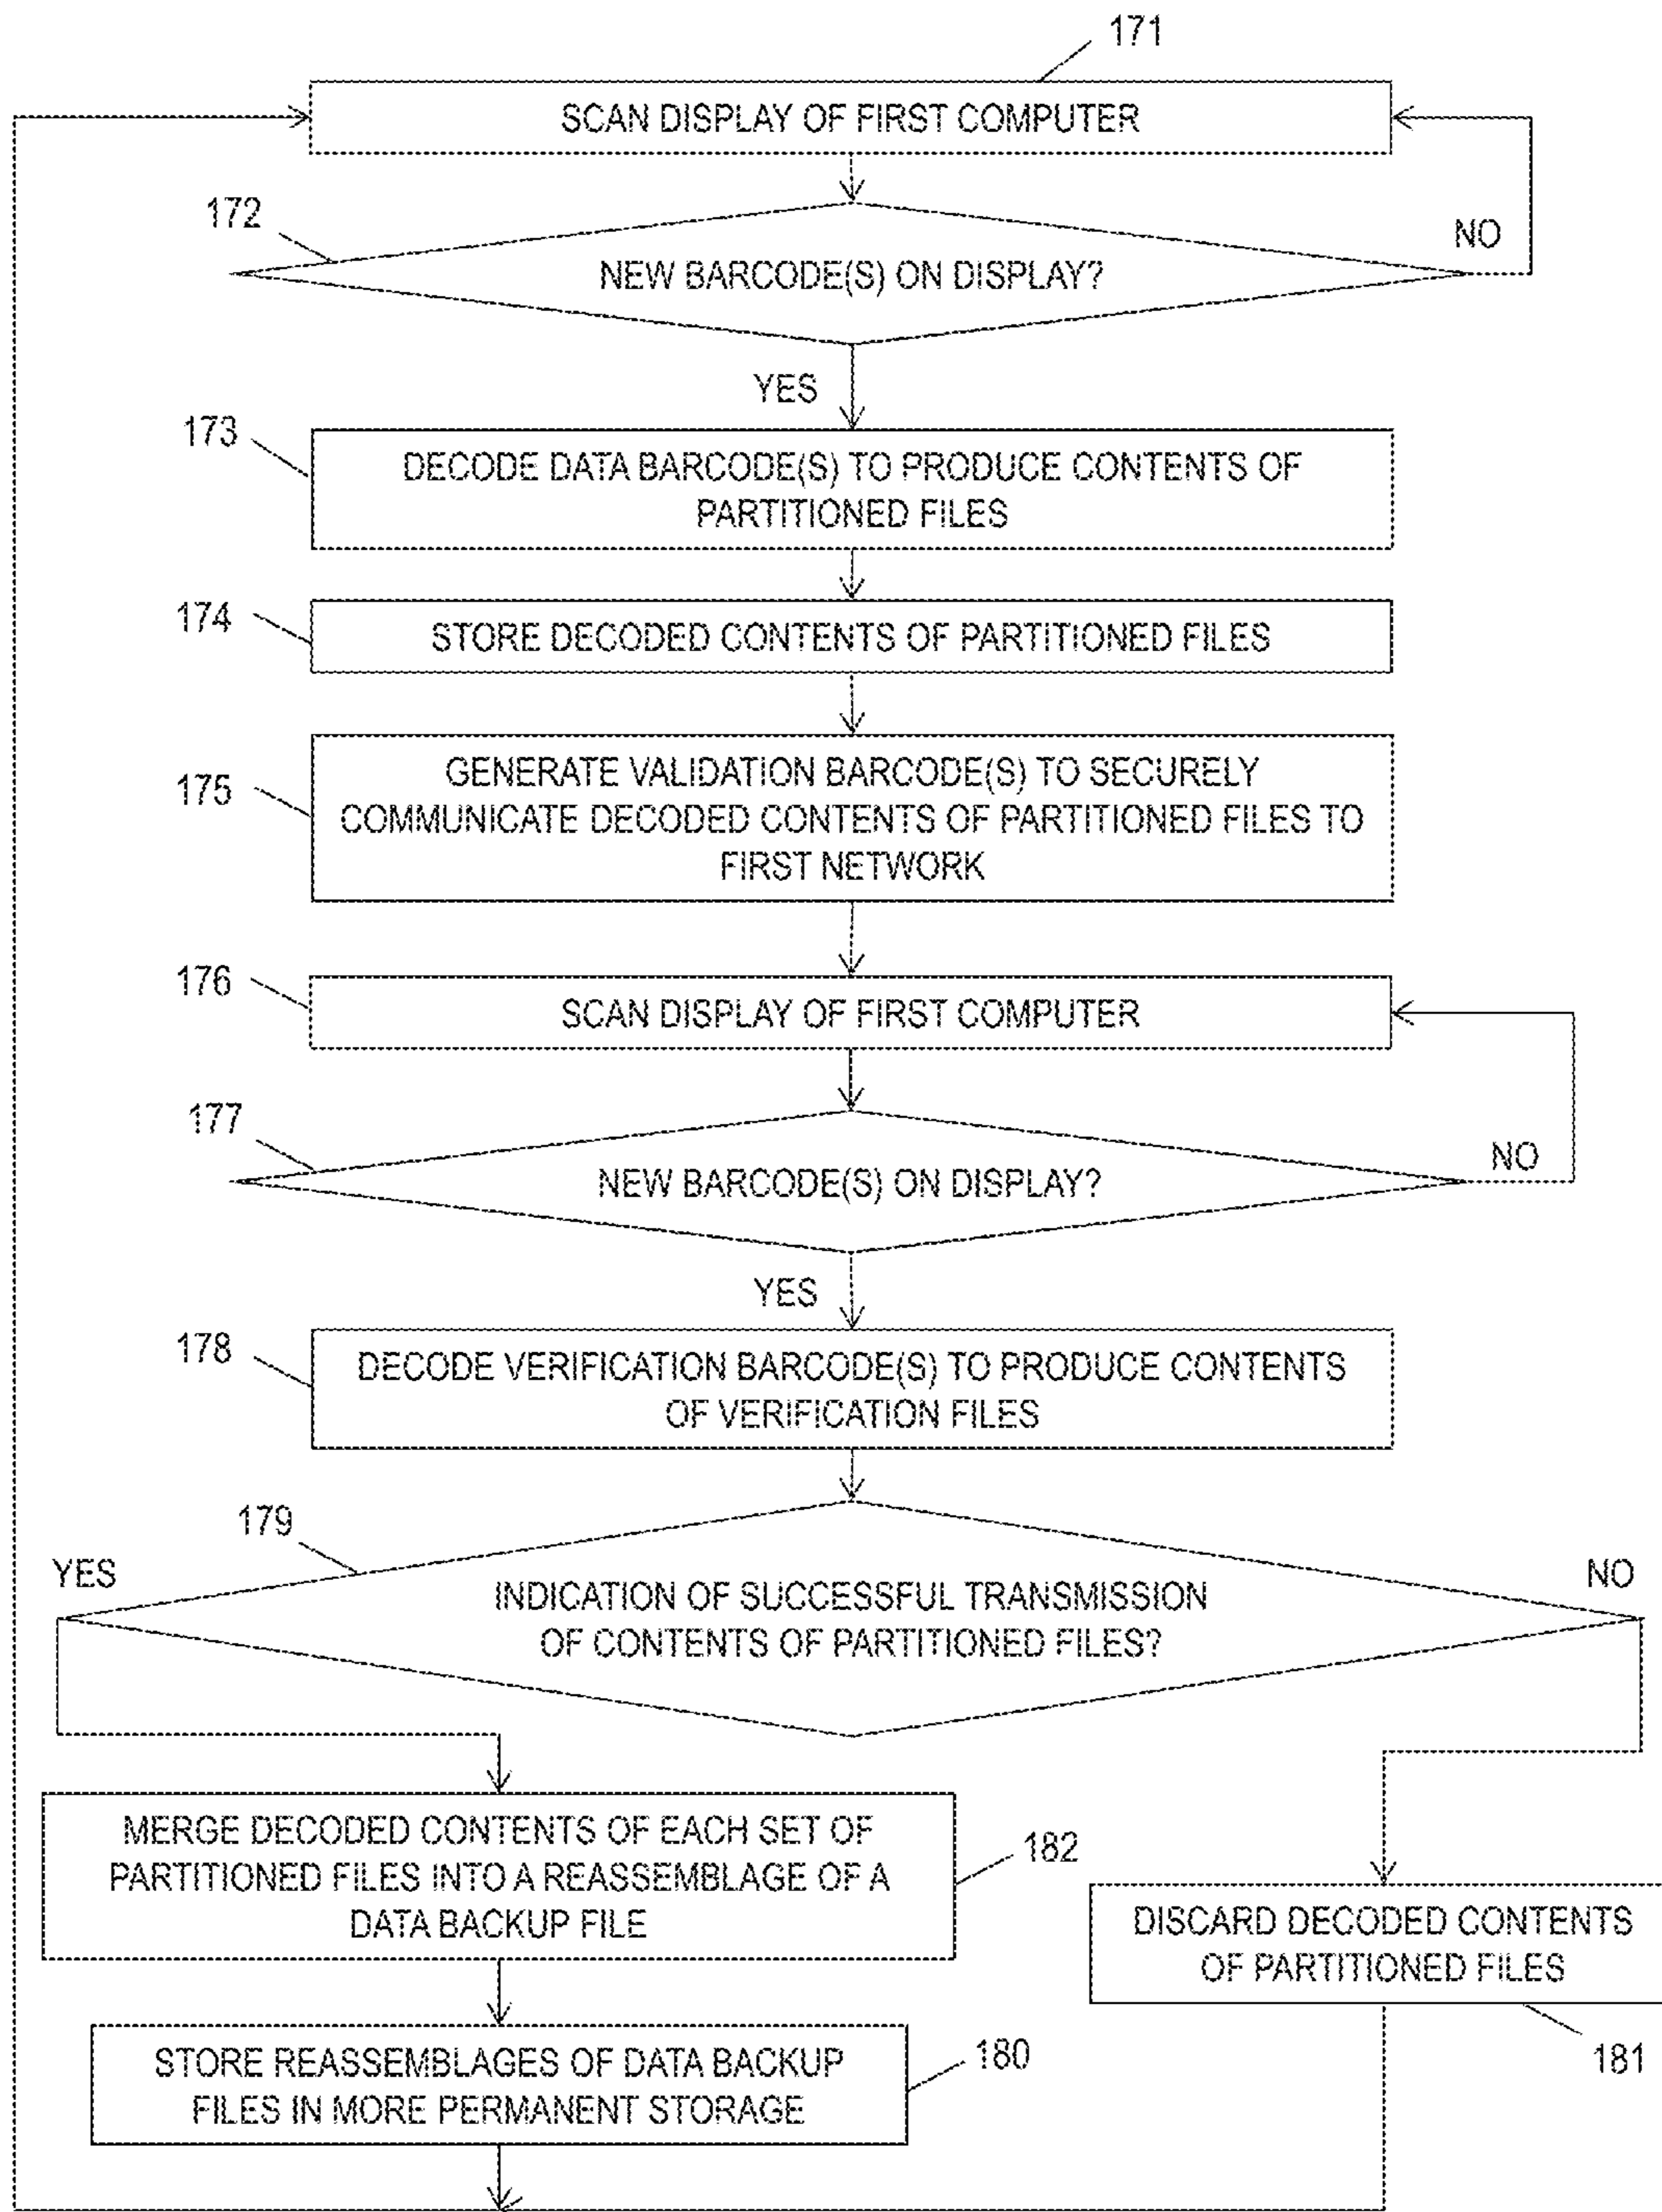 171
SCAN DISPLAY OF FIRST COMPUTER
172
NEW BARCODE(S) ON DISPLAY?
NO
YES
173
DECODE DATA BARCODE(S) TO PRODUCE CONTENTS OF
PARTITIONED FILES
174
STORE DECODED CONTENTS OF PARTITIONED FILES
175
GENERATE VALIDATION BARCODE(S) TO SECURELY
COMMUNICATE DECODED CONTENTS OF PARTITIONED FILES TO
FIRST NETWORK
176
SCAN DISPLAY OF FIRST COMPUTER
177
NEW BARCODE(S) ON DISPLAY?
NO
YES
178
DECODE VERIFICATION BARCODE(S) TO PRODUCE CONTENTS
OF VERIFICATION FILES
179
YES
NO
INDICATION OF SUCCESSFUL TRANSMISSION
OF CONTENTS OF PARTITIONED FILES?
MERGE DECODED CONTENTS OF EACH SET OF
PARTITIONED FILES INTO A REASSEMBLAGE OF A
DATA BACKUP FILE
182
DISCARD DECODED CONTENTS
OF PARTITIONED FILES
181
STORE REASSEMBLAGES OF DATA BACKUP
FILES IN MORE PERMANENT STORAGE
180